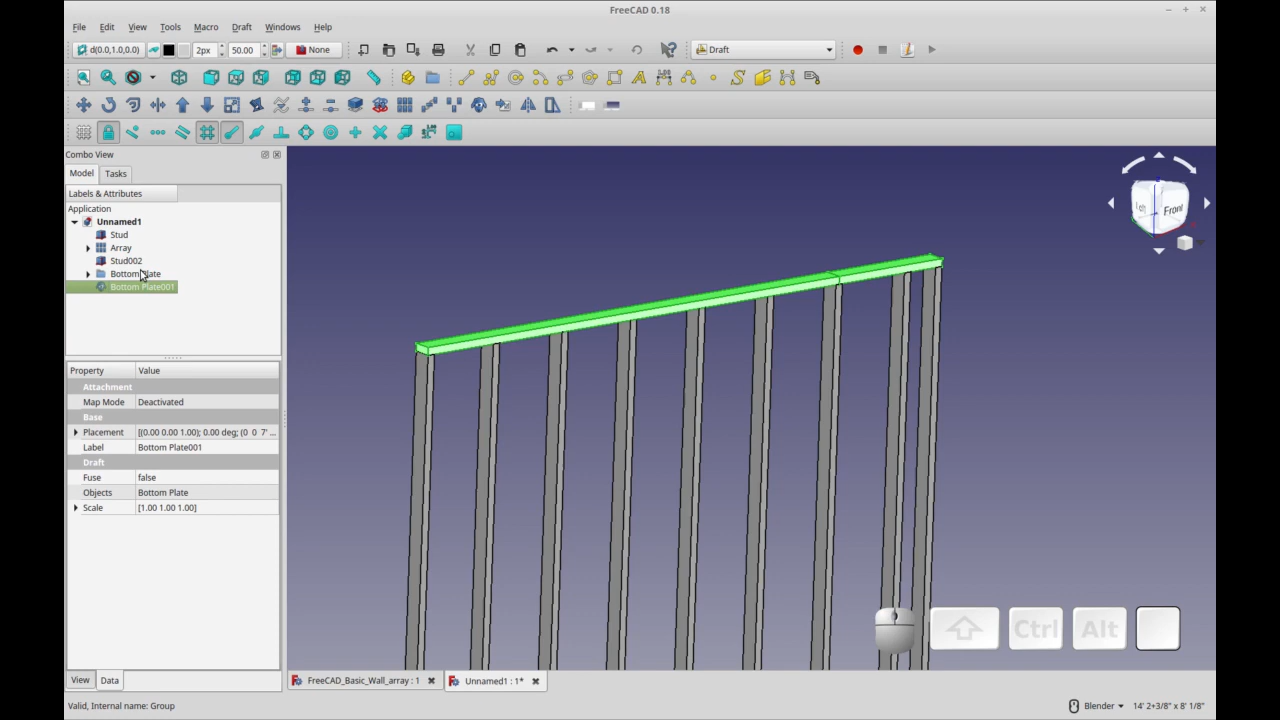 FreeCAD 0.18
File Edit View Tools Macro Draft Windows Help
d(0.0,1.0,0.0) 2px 50.00 None Draft
Combo View
Model Tasks
Labels & Attributes
Application
Unnamed1
Stud
Array
Stud002
Bottom Plate
Bottom Plate001
Property Value
Attachment
Map Mode Deactivated
Base
Placement [(0.00 0.00 1.00); 0.00 deg; (0 0 7' ...
Label Bottom Plate001
Draft
Fuse false
Objects Bottom Plate
Scale [1.00 1.00 1.00]
Front
Ctrl Alt
View Data
FreeCAD_Basic_Wall_array : 1 Unnamed1 : 1*
Valid, Internal name: Group
Blender 14' 2+3/8" x 8' 1/8"